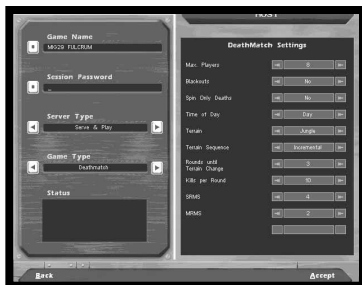 HOST
Game Name
MIG29 FULCRUM
Session Password
_
Server Type
Serve & Play
Game Type
Deathmatch
Status
DeathMatch Settings
Max. Players 8
Blackouts No
Spin Only Deaths No
Time of Day Day
Terrain Jungle
Terrain Sequence Incremental
Rounds until Terrain Change 3
Kills per Round 10
SRMS 4
MRMS 2
Back
Accept